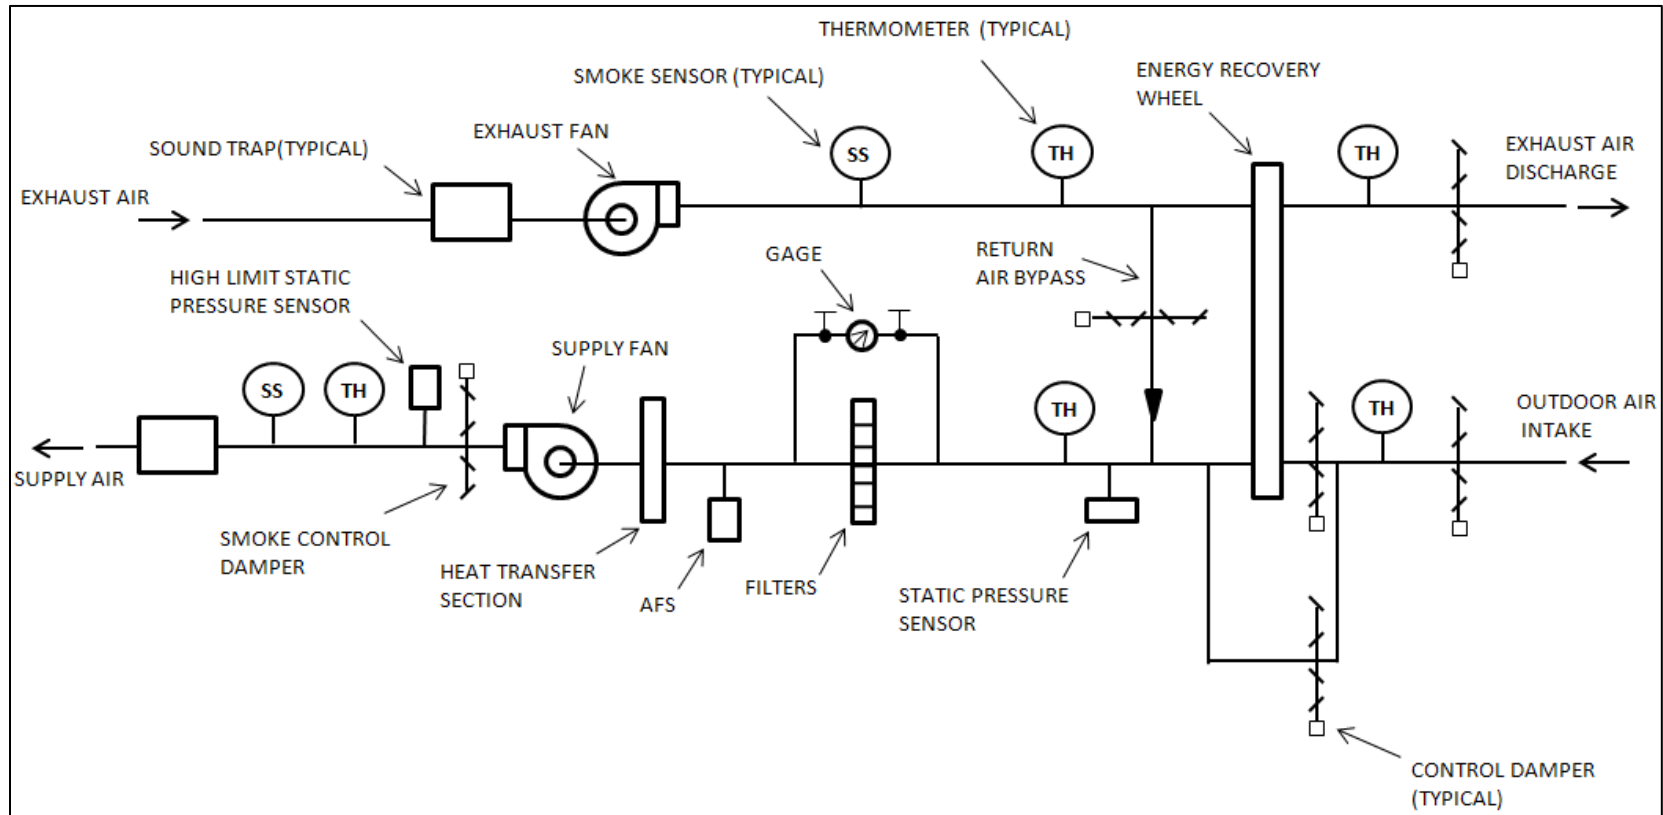 THERMOMETER (TYPICAL)
SMOKE SENSOR (TYPICAL)
ENERGY RECOVERY
WHEEL
EXHAUST FAN
SOUND TRAP(TYPICAL)
SS
TH
TH
EXHAUST AIR
DISCHARGE
EXHAUST AIR
HIGH LIMIT STATIC
PRESSURE SENSOR
GAGE
RETURN
AIR BYPASS
SUPPLY FAN
SS
TH
TH
TH
OUTDOOR AIR
INTAKE
SUPPLY AIR
SMOKE CONTROL
DAMPER
HEAT TRANSFER
SECTION
AFS
FILTERS
STATIC PRESSURE
SENSOR
CONTROL DAMPER
(TYPICAL)